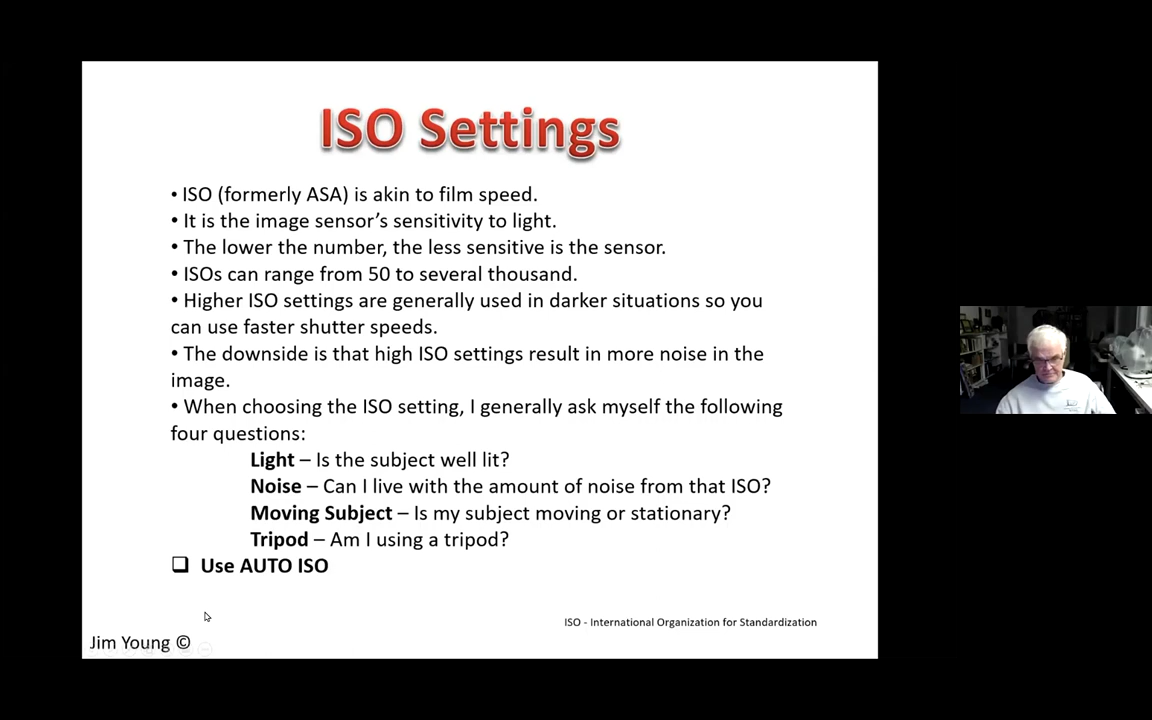 ISO Settings
• ISO (formerly ASA) is akin to film speed.
• It is the image sensor’s sensitivity to light.
• The lower the number, the less sensitive is the sensor.
• ISOs can range from 50 to several thousand.
• Higher ISO settings are generally used in darker situations so you
can use faster shutter speeds.
• The downside is that high ISO settings result in more noise in the
image.
• When choosing the ISO setting, I generally ask myself the following
four questions:
Light – Is the subject well lit?
Noise – Can I live with the amount of noise from that ISO?
Moving Subject – Is my subject moving or stationary?
Tripod – Am I using a tripod?
❑ Use AUTO ISO
ISO - International Organization for Standardization
Jim Young ©